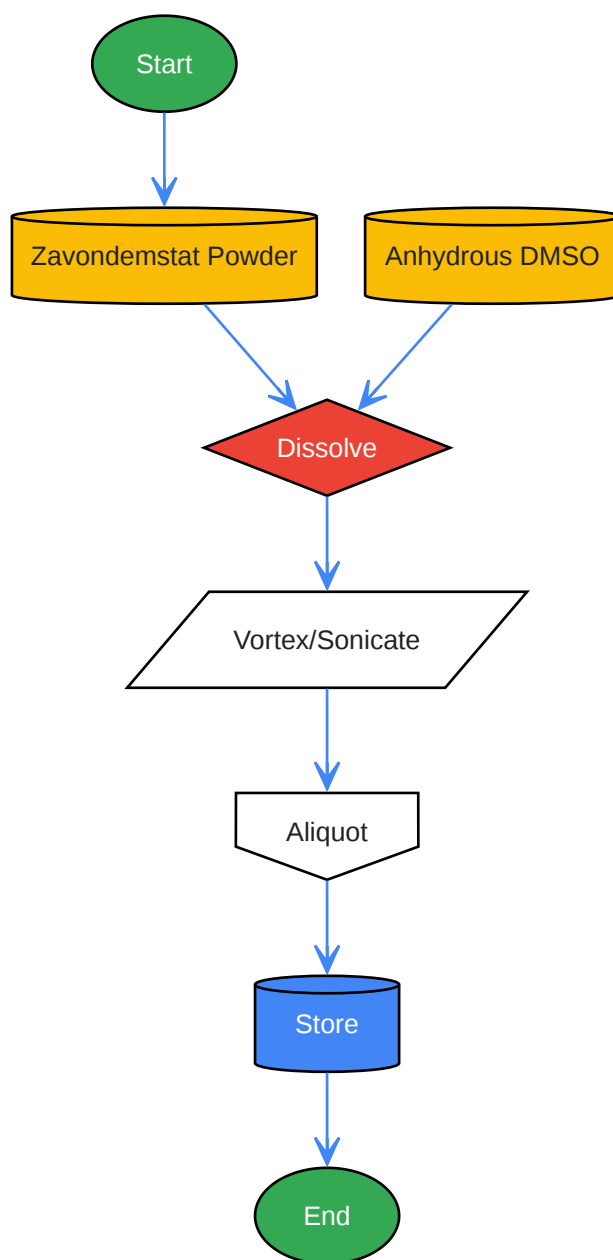 Start
Zavondemstat Powder
Anhydrous DMSO
Dissolve
Vortex/Sonicate
Aliquot
Store
End